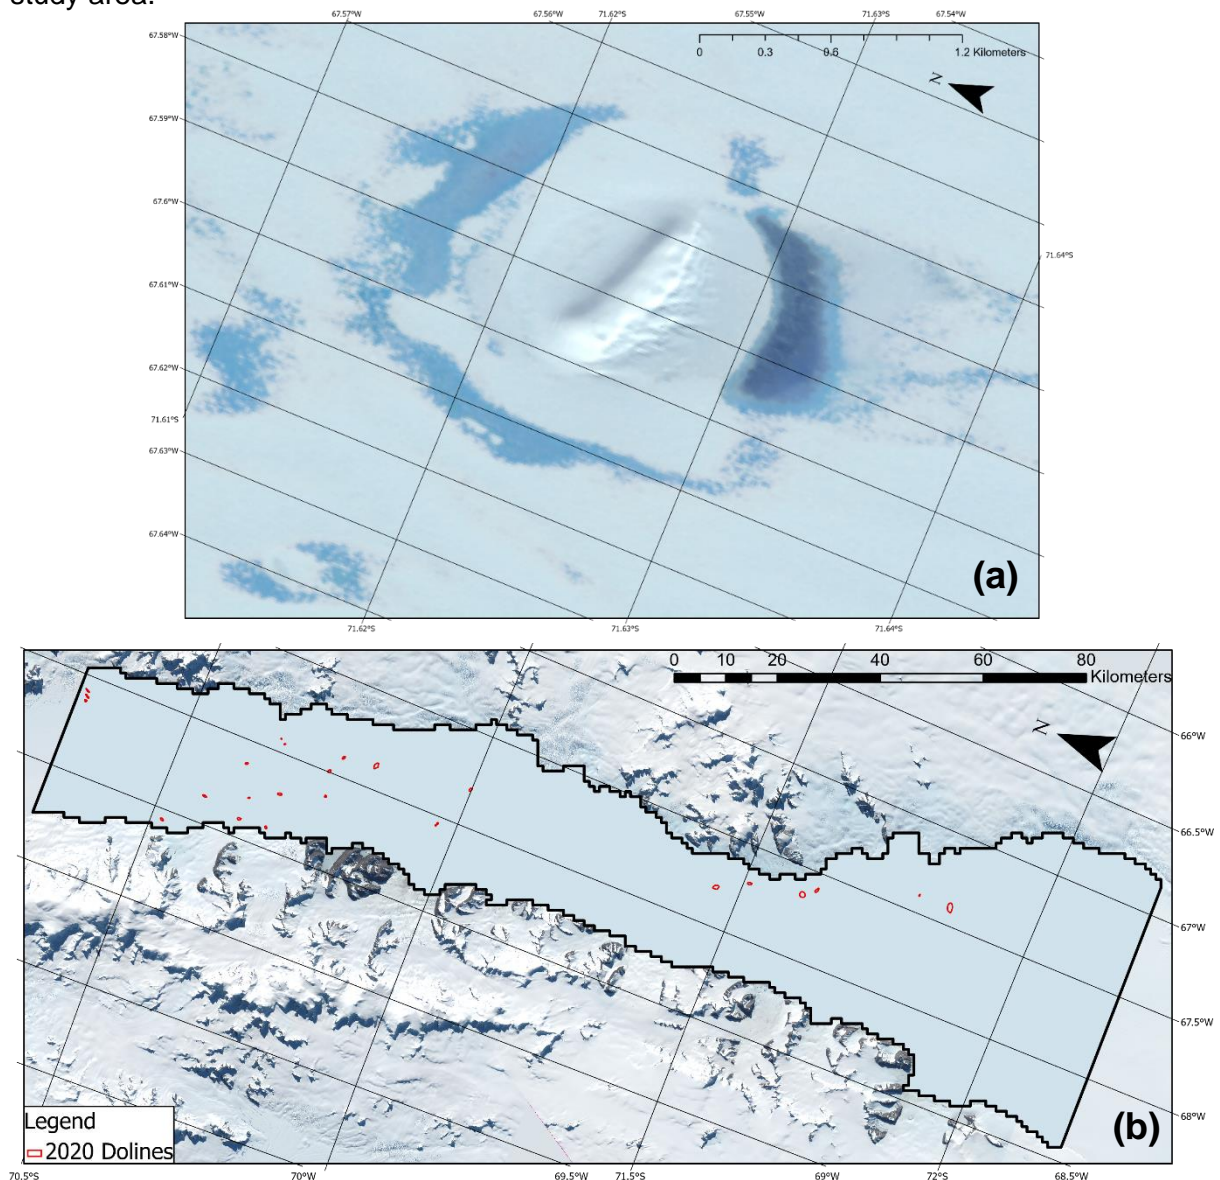 study area.
67.57°W 67.56°W 71.62°S 67.55°W 71.63°S 67.54°W
67.58°W
0 0.3 0.6 1.2 Kilometers
N
67.59°W
67.6°W
71.64°S
67.61°W
67.62°W
71.61°S
67.63°W
67.64°W
(a)
71.62°S 71.63°S 71.64°S
0 10 20 40 60 80
Kilometers
N
66°W
66.5°W
67°W
67.5°W
68°W
(b)
Legend
2020 Dolines
70.5°S 70°W 69.5°W 71.5°S 69°W 72°S 68.5°W